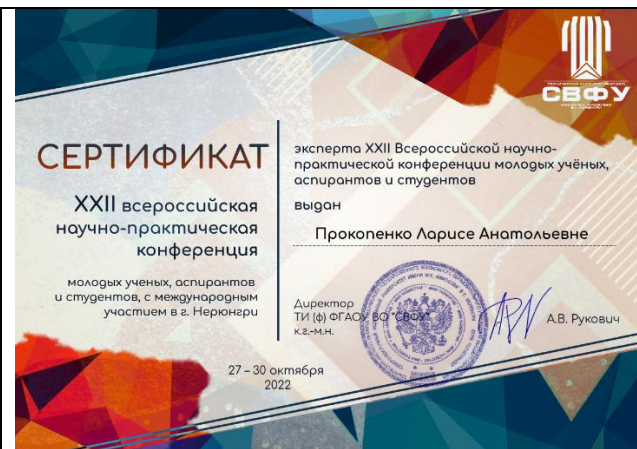 СВФУ
СЕРТИФИКАТ
XXII всероссийская
научно-практическая
конференция
молодых ученых, аспирантов
и студентов, с международным
участием в г. Нерюнгри
27 – 30 октября
2022
эксперта XXII Всероссийской научно-
практической конференции молодых учёных,
аспирантов и студентов
выдан
Прокопенко Ларисе Анатольевне
Директор
ТИ (ф) ФГАОУ ВО "СВФУ"
к.г.-м.н.
А.В. Рукович